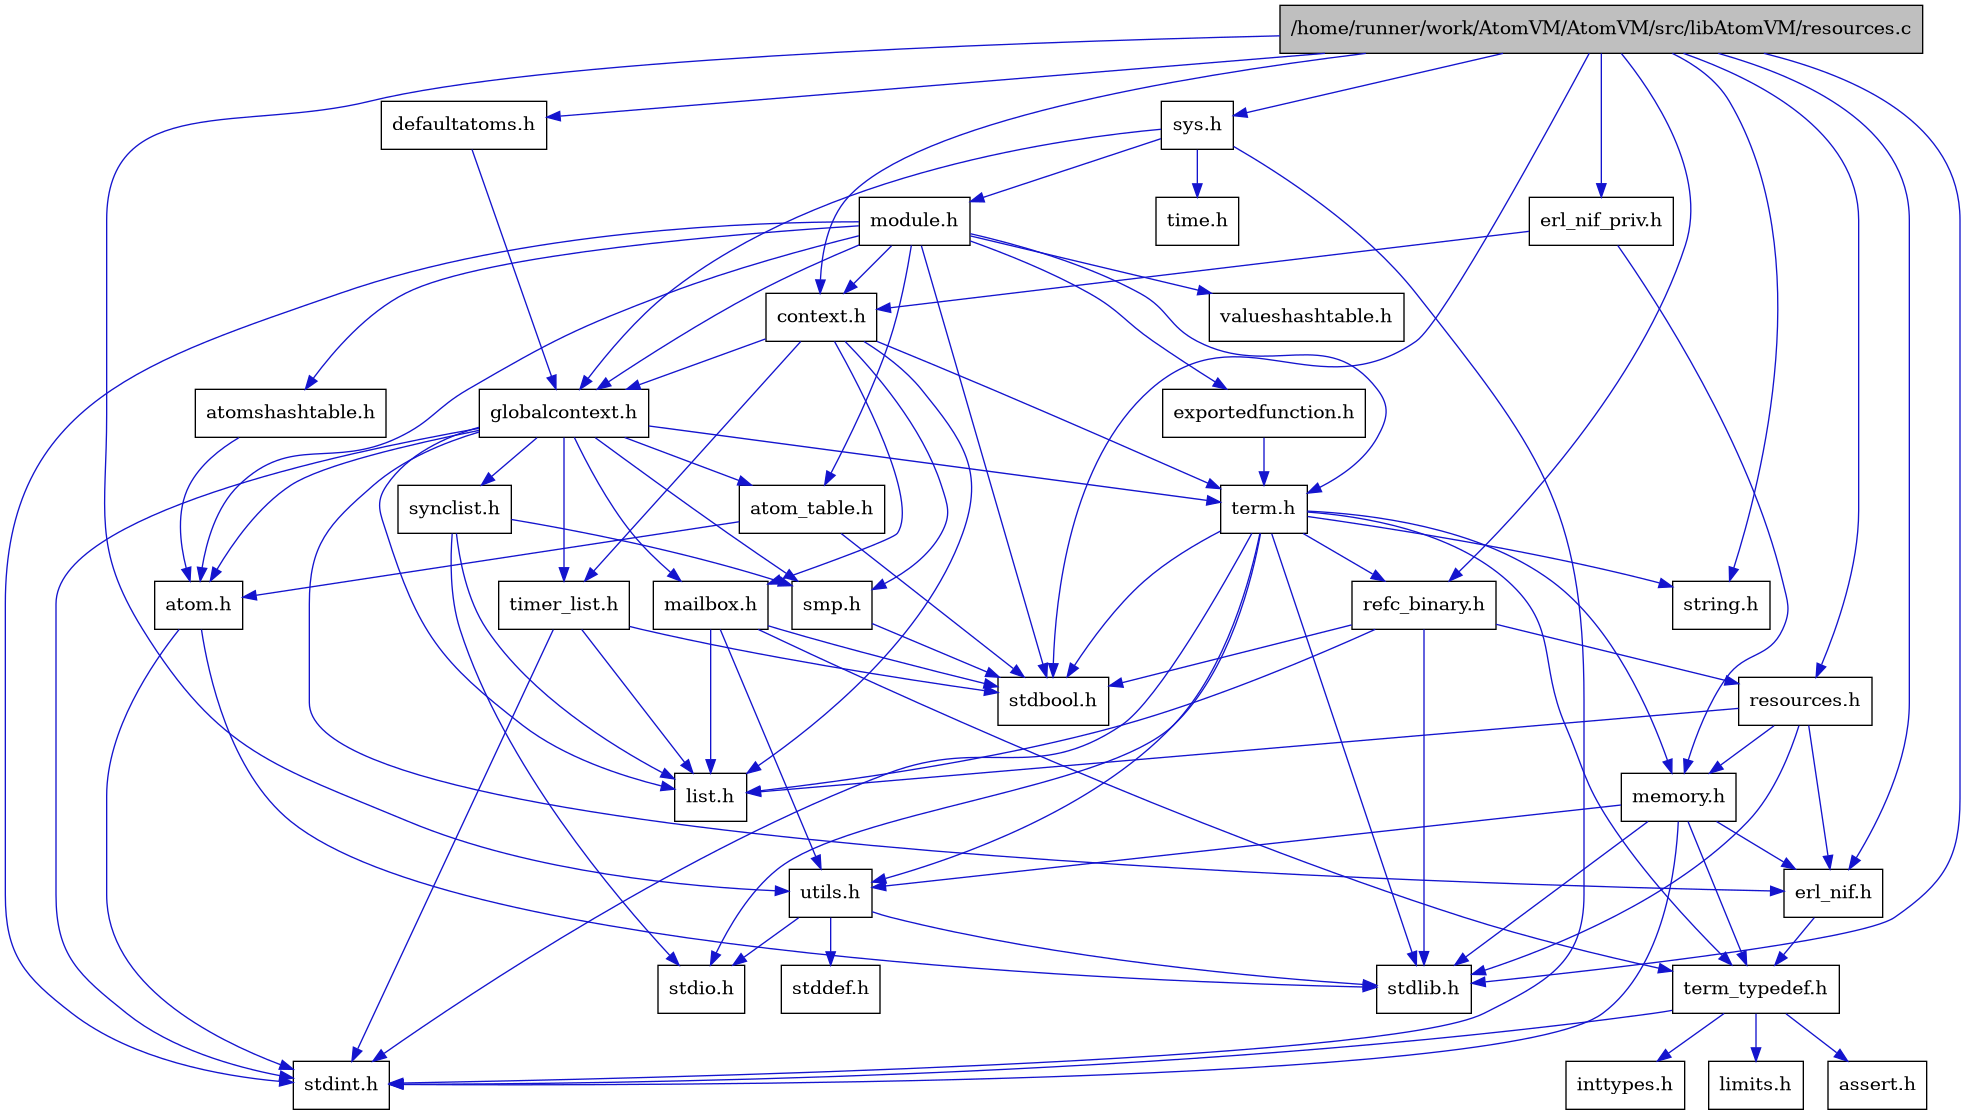 /home/runner/work/AtomVM/AtomVM/src/libAtomVM/resources.c
defaultatoms.h
sys.h
module.h
time.h
erl_nif_priv.h
context.h
valueshashtable.h
atomshashtable.h
globalcontext.h
exportedfunction.h
synclist.h
atom_table.h
term.h
atom.h
timer_list.h
mailbox.h
smp.h
refc_binary.h
string.h
stdbool.h
resources.h
list.h
memory.h
utils.h
erl_nif.h
stdio.h
stddef.h
stdlib.h
term_typedef.h
stdint.h
inttypes.h
limits.h
assert.h